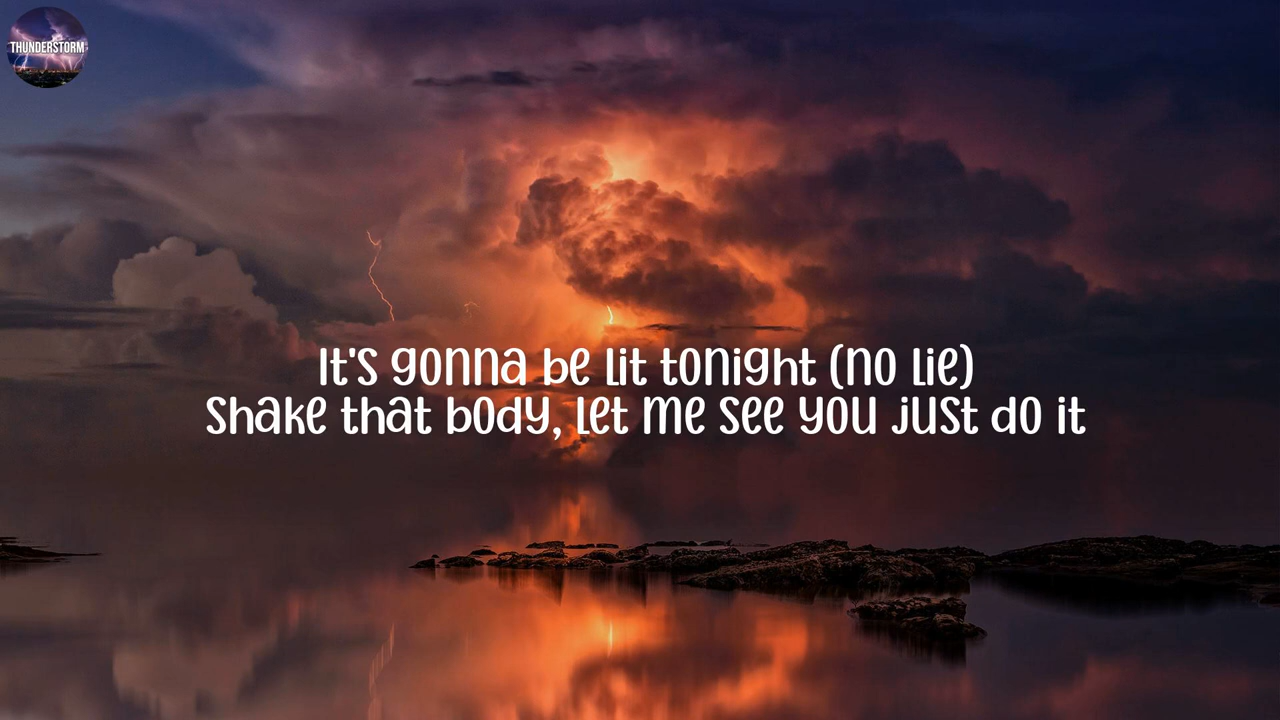 THUNDERSTORM
It's gonna be lit tonight (no lie)
Shake that body, let me see you just do it